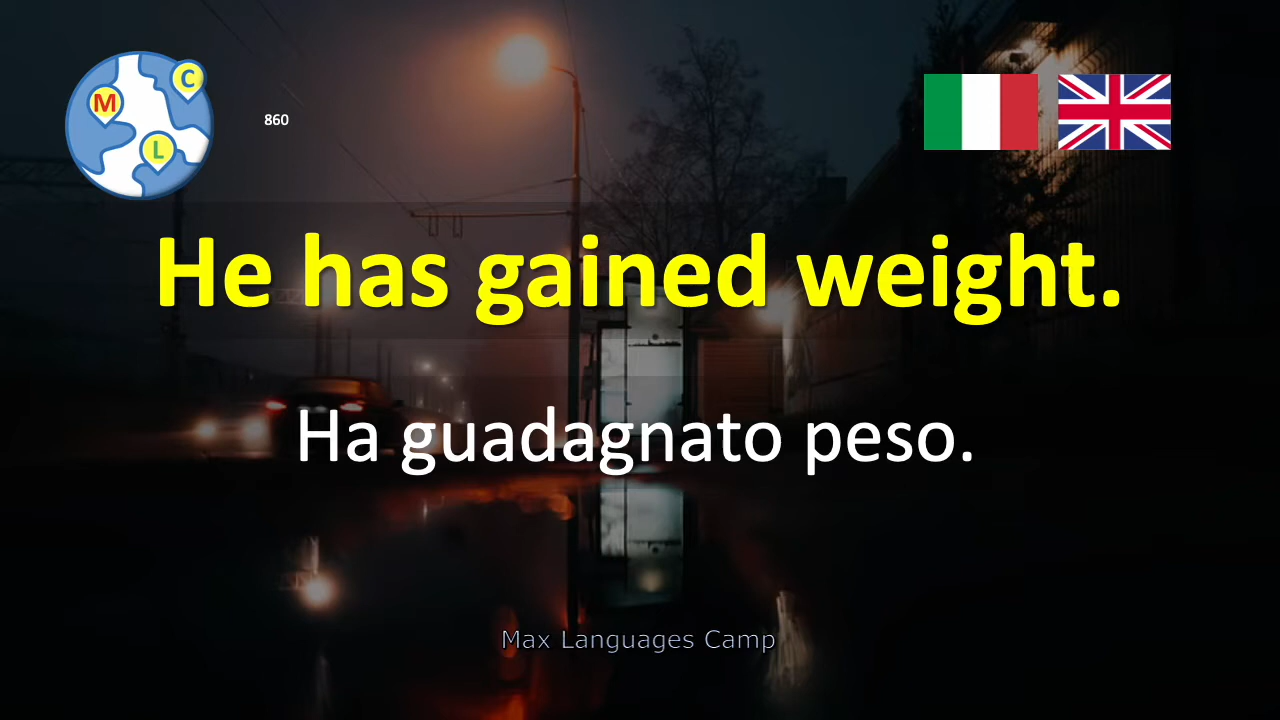 C
M
L
860
He has gained weight.
Ha guadagnato peso.
Max Languages Camp